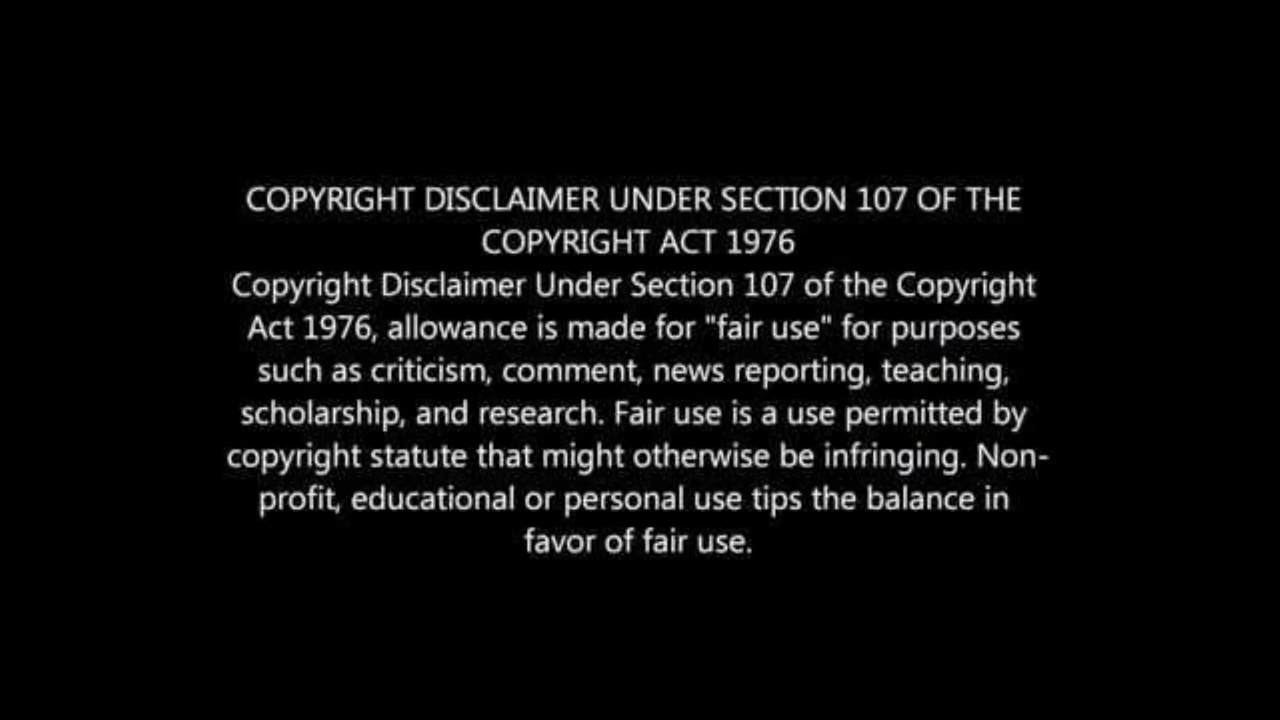 COPYRIGHT DISCLAIMER UNDER SECTION 107 OF THE
COPYRIGHT ACT 1976
Copyright Disclaimer Under Section 107 of the Copyright
Act 1976, allowance is made for "fair use" for purposes
such as criticism, comment, news reporting, teaching,
scholarship, and research. Fair use is a use permitted by
copyright statute that might otherwise be infringing. Non-
profit, educational or personal use tips the balance in
favor of fair use.